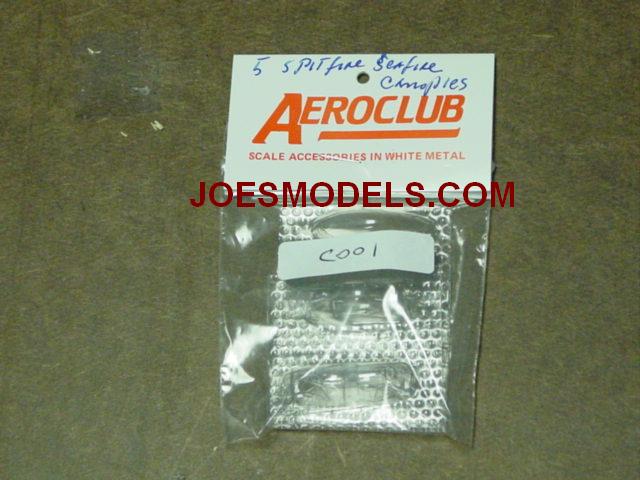 5 SPITfire Seafire
Canopies
AEROCLUB
SCALE ACCESSORIES IN WHITE METAL
JOESMODELS.COM
C001